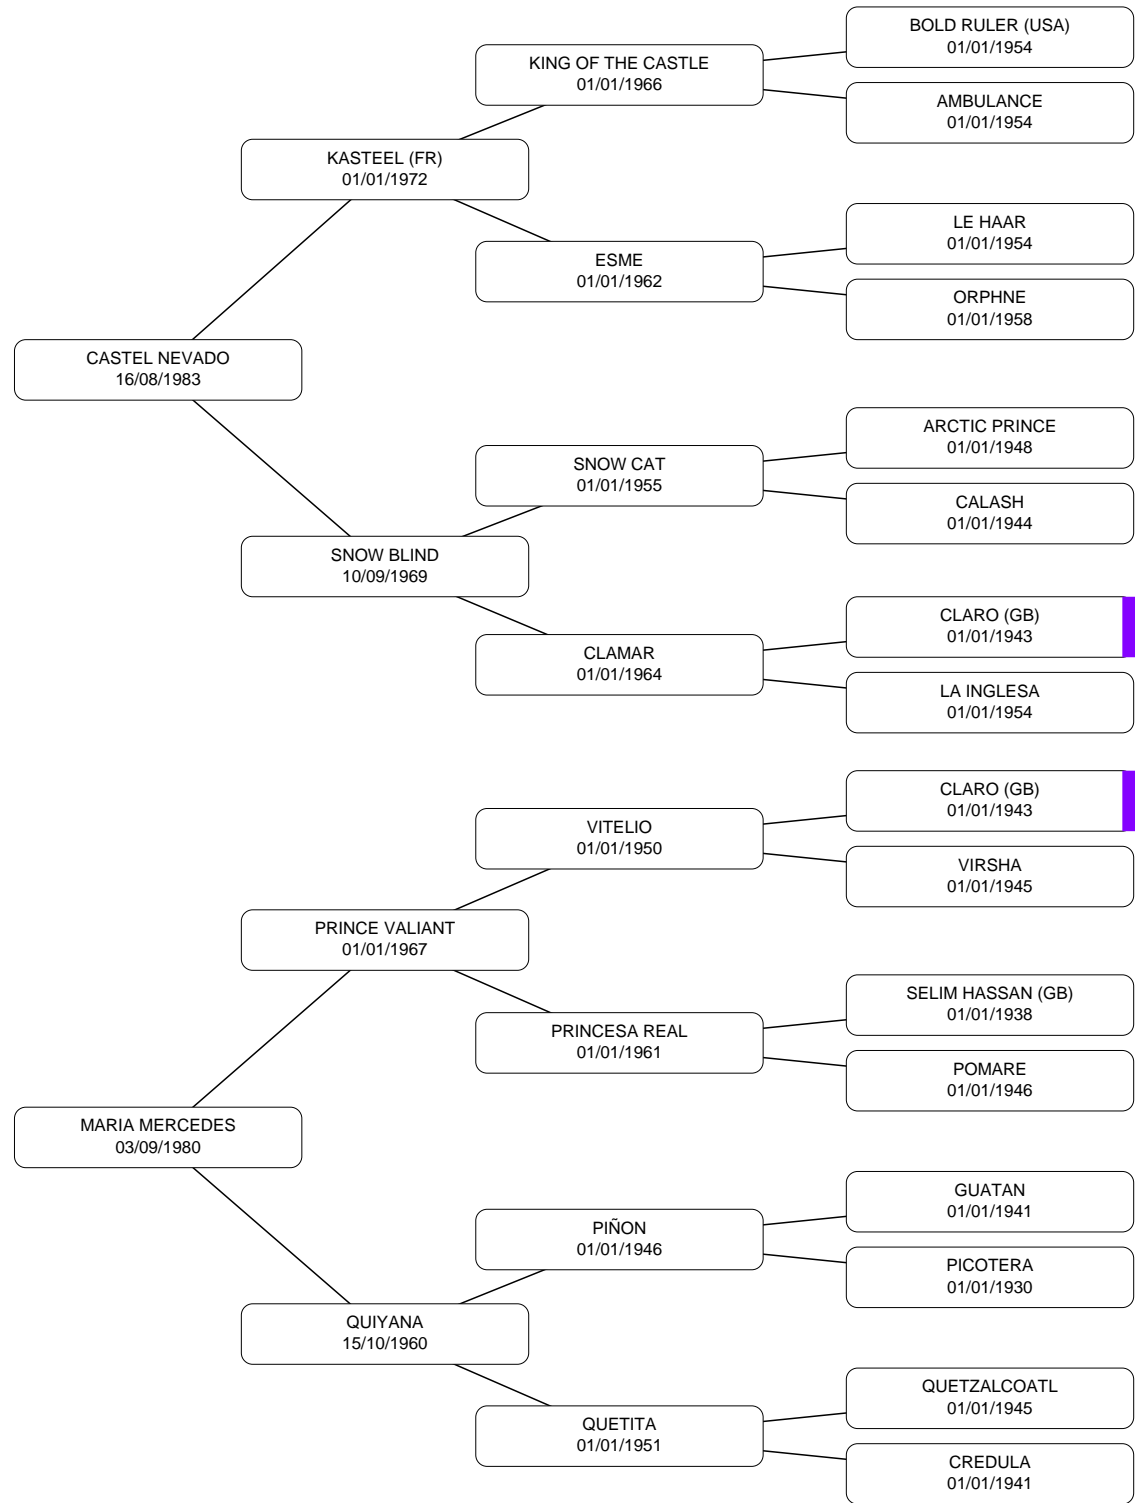 BOLD RULER (USA)
01/01/1954
KING OF THE CASTLE
01/01/1966
AMBULANCE
01/01/1954
KASTEEL (FR)
01/01/1972
LE HAAR
01/01/1954
ESME
01/01/1962
ORPHNE
01/01/1958
CASTEL NEVADO
16/08/1983
ARCTIC PRINCE
01/01/1948
SNOW CAT
01/01/1955
CALASH
01/01/1944
SNOW BLIND
10/09/1969
CLARO (GB)
01/01/1943
CLAMAR
01/01/1964
LA INGLESA
01/01/1954
CLARO (GB)
01/01/1943
VITELIO
01/01/1950
VIRSHA
01/01/1945
PRINCE VALIANT
01/01/1967
SELIM HASSAN (GB)
01/01/1938
PRINCESA REAL
01/01/1961
POMARE
01/01/1946
MARIA MERCEDES
03/09/1980
GUATAN
01/01/1941
PIÑON
01/01/1946
PICOTERA
01/01/1930
QUIYANA
15/10/1960
QUETZALCOATL
01/01/1945
QUETITA
01/01/1951
CREDULA
01/01/1941